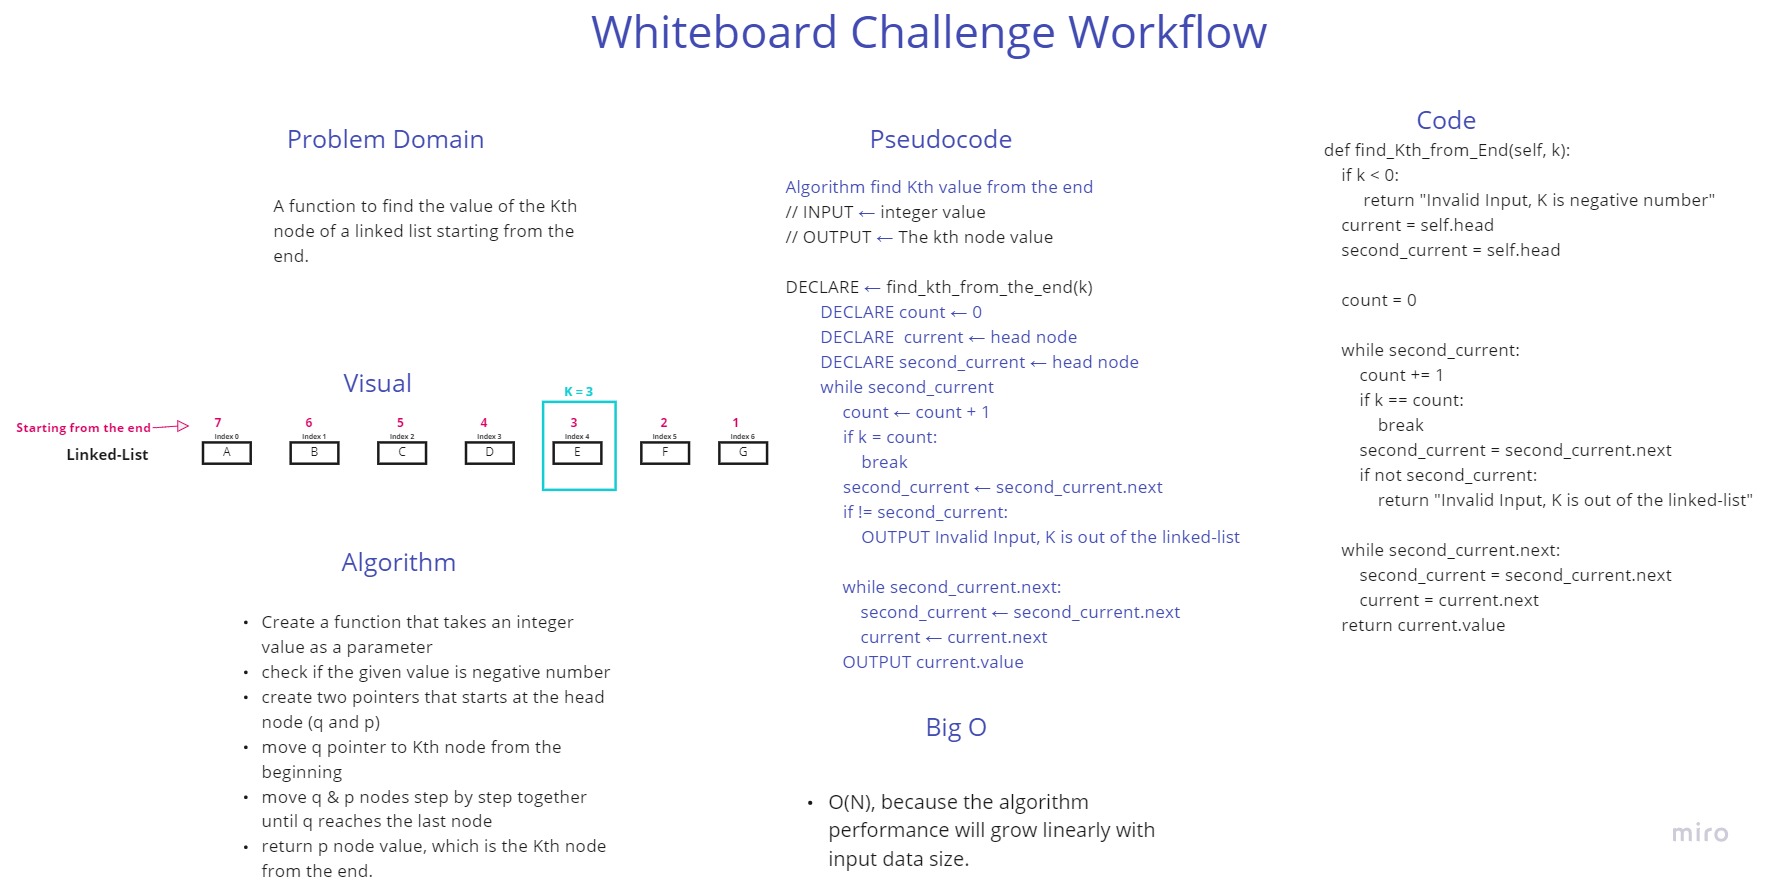 Whiteboard Challenge Workflow
Problem Domain
A function to find the value of the Kth
node of a linked list starting from the
end.
Visual
K = 3
Starting from the end
7 6 5 4 3 2 1
Index 0 Index 1 Index 2 Index 3 Index 4 Index 5 Index 6
Linked-List
A B C D E F G
Algorithm
• Create a function that takes an integer
value as a parameter
• check if the given value is negative number
• create two pointers that starts at the head
node (q and p)
• move q pointer to Kth node from the
beginning
• move q & p nodes step by step together
until q reaches the last node
• return p node value, which is the Kth node
from the end.
Pseudocode
Algorithm find Kth value from the end
// INPUT ← integer value
// OUTPUT ← The kth node value
DECLARE ← find_kth_from_the_end(k)
DECLARE count ← 0
DECLARE current ← head node
DECLARE second_current ← head node
while second_current
count ← count + 1
if k = count:
break
second_current ← second_current.next
if != second_current:
OUTPUT Invalid Input, K is out of the linked-list
while second_current.next:
second_current ← second_current.next
current ← current.next
OUTPUT current.value
Big O
• O(N), because the algorithm
performance will grow linearly with
input data size.
Code
def find_Kth_from_End(self, k):
if k < 0:
return "Invalid Input, K is negative number"
current = self.head
second_current = self.head
count = 0
while second_current:
count += 1
if k == count:
break
second_current = second_current.next
if not second_current:
return "Invalid Input, K is out of the linked-list"
while second_current.next:
second_current = second_current.next
current = current.next
return current.value
miro